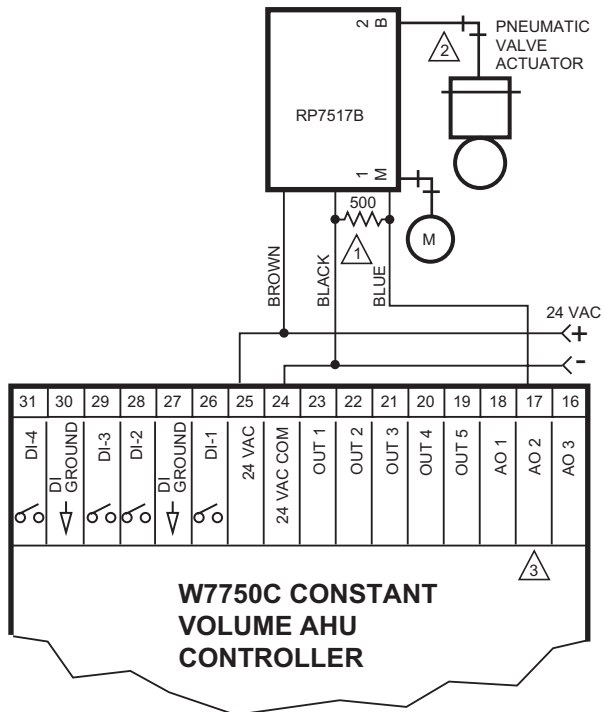 2 B
2
PNEUMATIC
VALVE
ACTUATOR
RP7517B
1 M
500
M
1
BROWN
BLACK
BLUE
24 VAC
+
-
31 30 29 28 27 26 25 24 23 22 21 20 19 18 17 16
DI-4
DI
GROUND
DI-3
DI-2
DI
GROUND
DI-1
24 VAC
24 VAC COM
OUT 1
OUT 2
OUT 3
OUT 4
OUT 5
AO 1
AO 2
AO 3
3
W7750C CONSTANT
VOLUME AHU
CONTROLLER